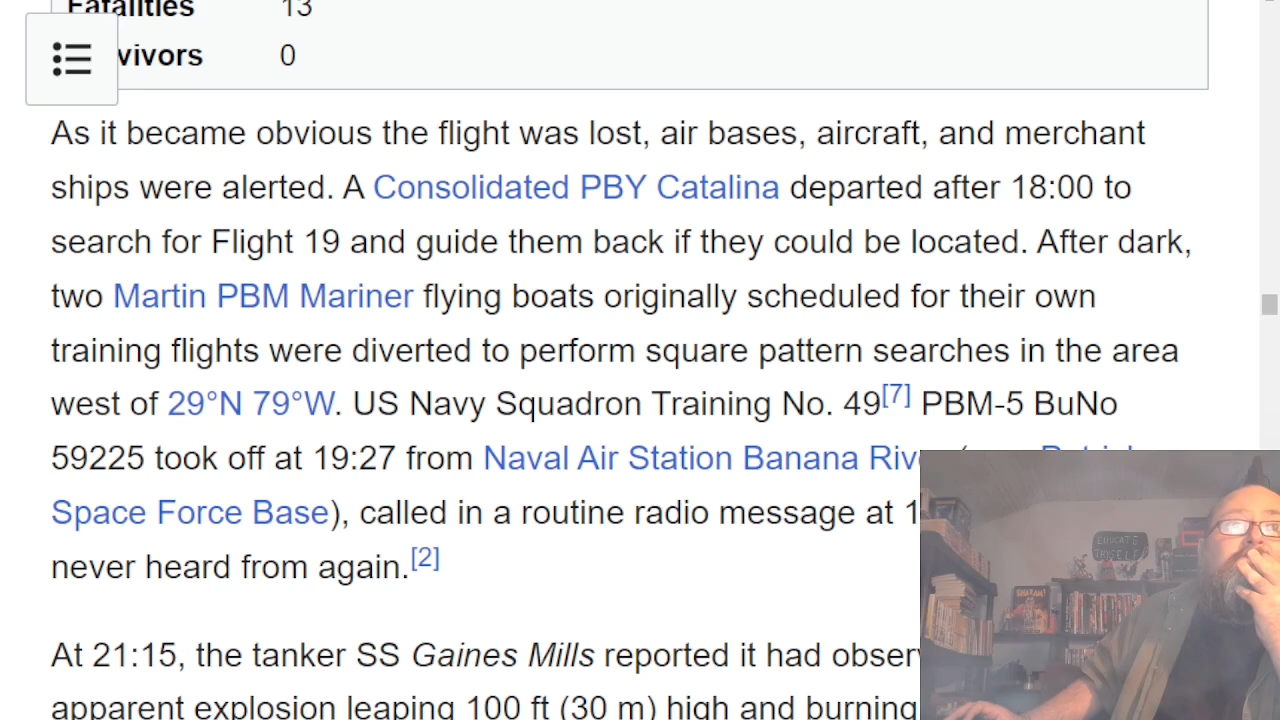 Fatalities 13
vivors 0
As it became obvious the flight was lost, air bases, aircraft, and merchant
ships were alerted. A Consolidated PBY Catalina departed after 18:00 to
search for Flight 19 and guide them back if they could be located. After dark,
two Martin PBM Mariner flying boats originally scheduled for their own
training flights were diverted to perform square pattern searches in the area
west of 29°N 79°W. US Navy Squadron Training No. 49[7] PBM-5 BuNo
59225 took off at 19:27 from Naval Air Station Banana Riv
Space Force Base), called in a routine radio message at 1
never heard from again.[2]
At 21:15, the tanker SS Gaines Mills reported it had obser
apparent explosion leaping 100 ft (30 m) high and burning
EDUCATE
THYSELF